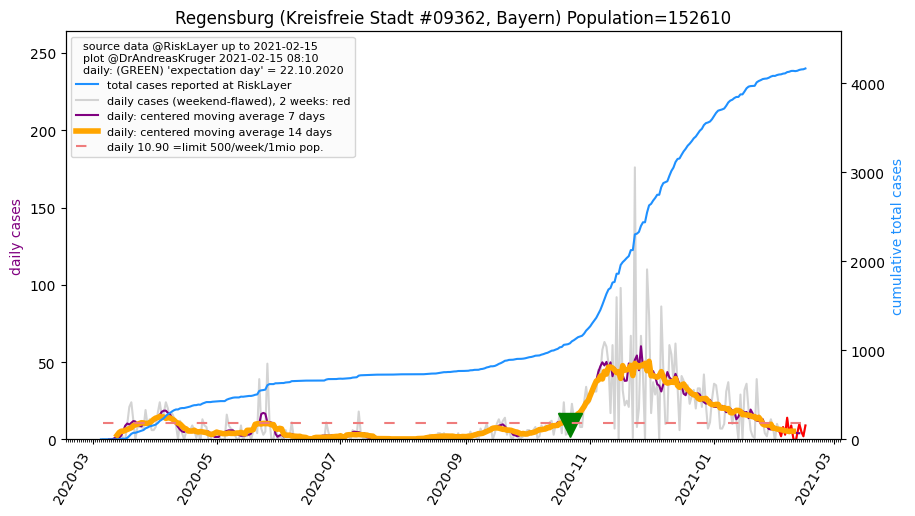 Regensburg (Kreisfreie Stadt #09362, Bayern) Population=152610
source data @RiskLayer up to 2021-02-15
plot @DrAndreasKruger 2021-02-15 08:10
daily: (GREEN) 'expectation day' = 22.10.2020
total cases reported at RiskLayer
daily cases (weekend-flawed), 2 weeks: red
daily: centered moving average 7 days
daily: centered moving average 14 days
daily 10.90 =limit 500/week/1mio pop.
daily cases
250
200
150
100
50
0
cumulative total cases
4000
3000
2000
1000
0
2020-03
2020-05
2020-07
2020-09
2020-11
2021-01
2021-03